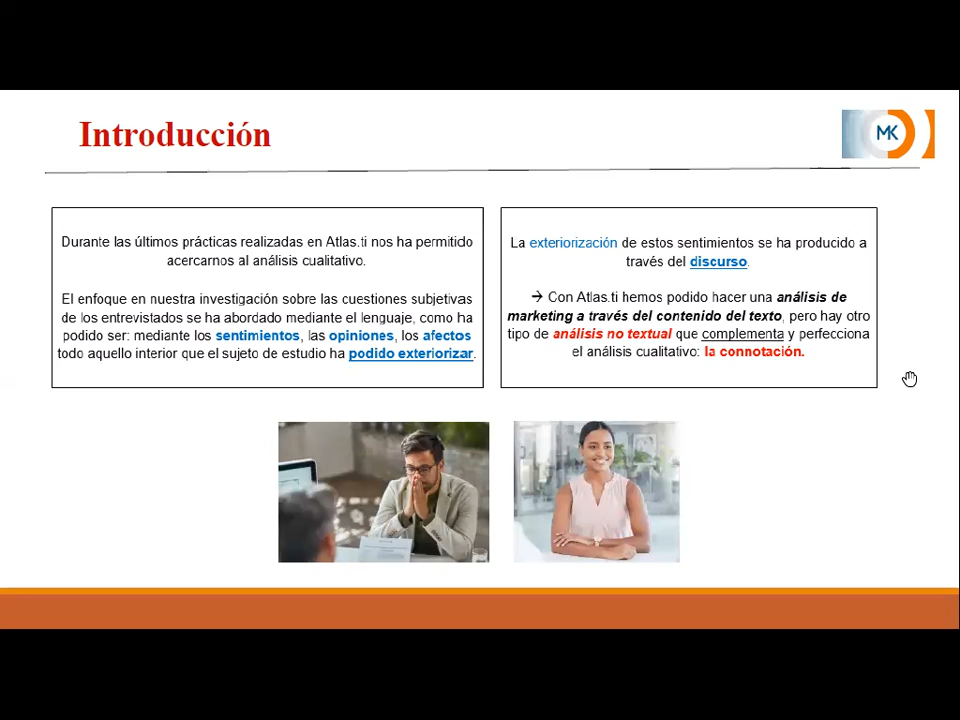 Introducción
MK
Durante las últimos prácticas realizadas en Atlas.ti nos ha permitido
acercarnos al análisis cualitativo.
El enfoque en nuestra investigación sobre las cuestiones subjetivas
de los entrevistados se ha abordado mediante el lenguaje, como ha
podido ser: mediante los sentimientos, las opiniones, los afectos
todo aquello interior que el sujeto de estudio ha podido exteriorizar.
La exteriorización de estos sentimientos se ha producido a
través del discurso.
→ Con Atlas.ti hemos podido hacer una análisis de
marketing a través del contenido del texto, pero hay otro
tipo de análisis no textual que complementa y perfecciona
el análisis cualitativo: la connotación.